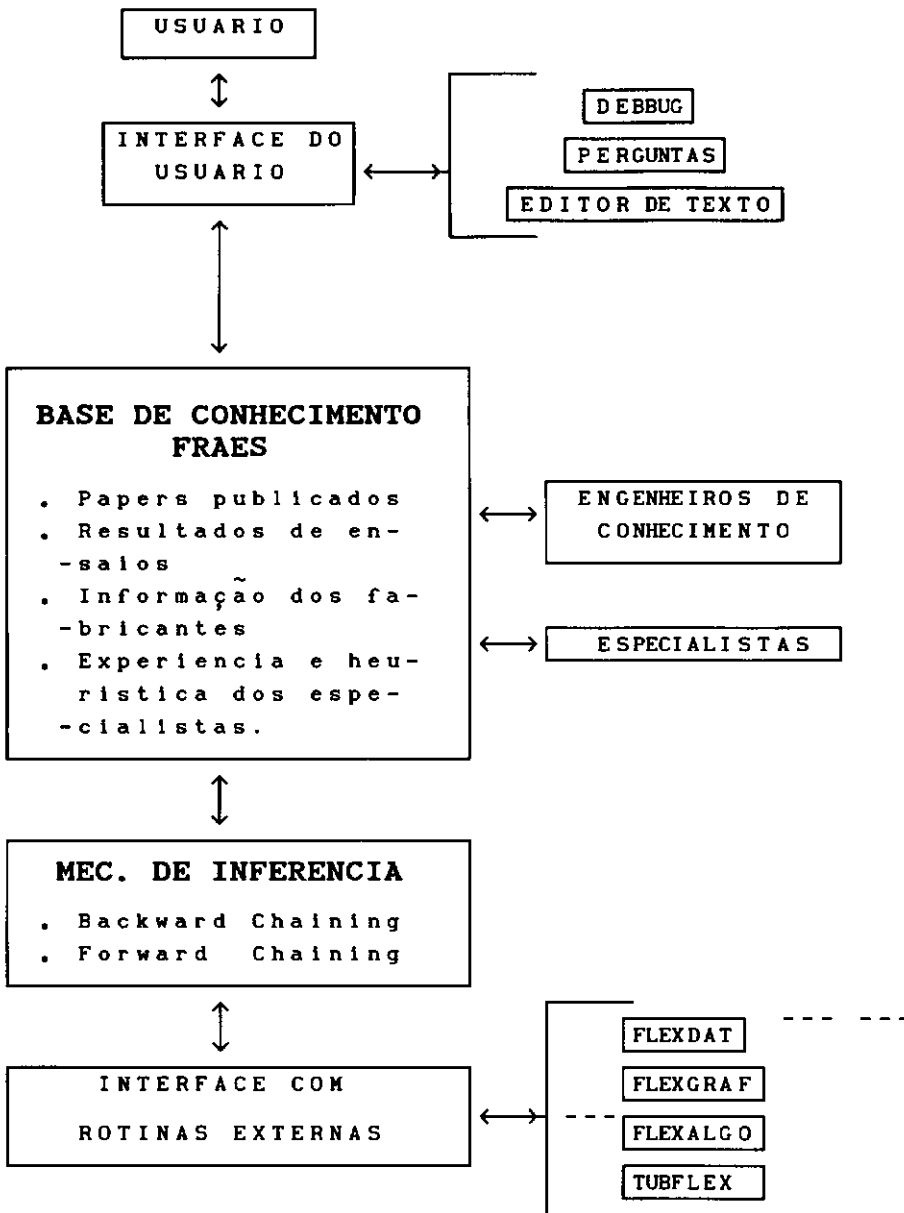 USUARIO
INTERFACE DO
USUARIO
DEBBUG
PERGUNTAS
EDITOR DE TEXTO
BASE DE CONHECIMENTO
FRAES
. Papers publicados
. Resultados de en-
-saios
. Informação dos fa-
-bricantes
. Experiencia e heu-
ristica dos espe-
-cialistas.
ENGENHEIROS DE
CONHECIMENTO
ESPECIALISTAS
MEC. DE INFERENCIA
. Backward Chaining
. Forward Chaining
INTERFACE COM
ROTINAS EXTERNAS
FLEXDAT
FLEXGRAF
FLEXALGO
TUBFLEX